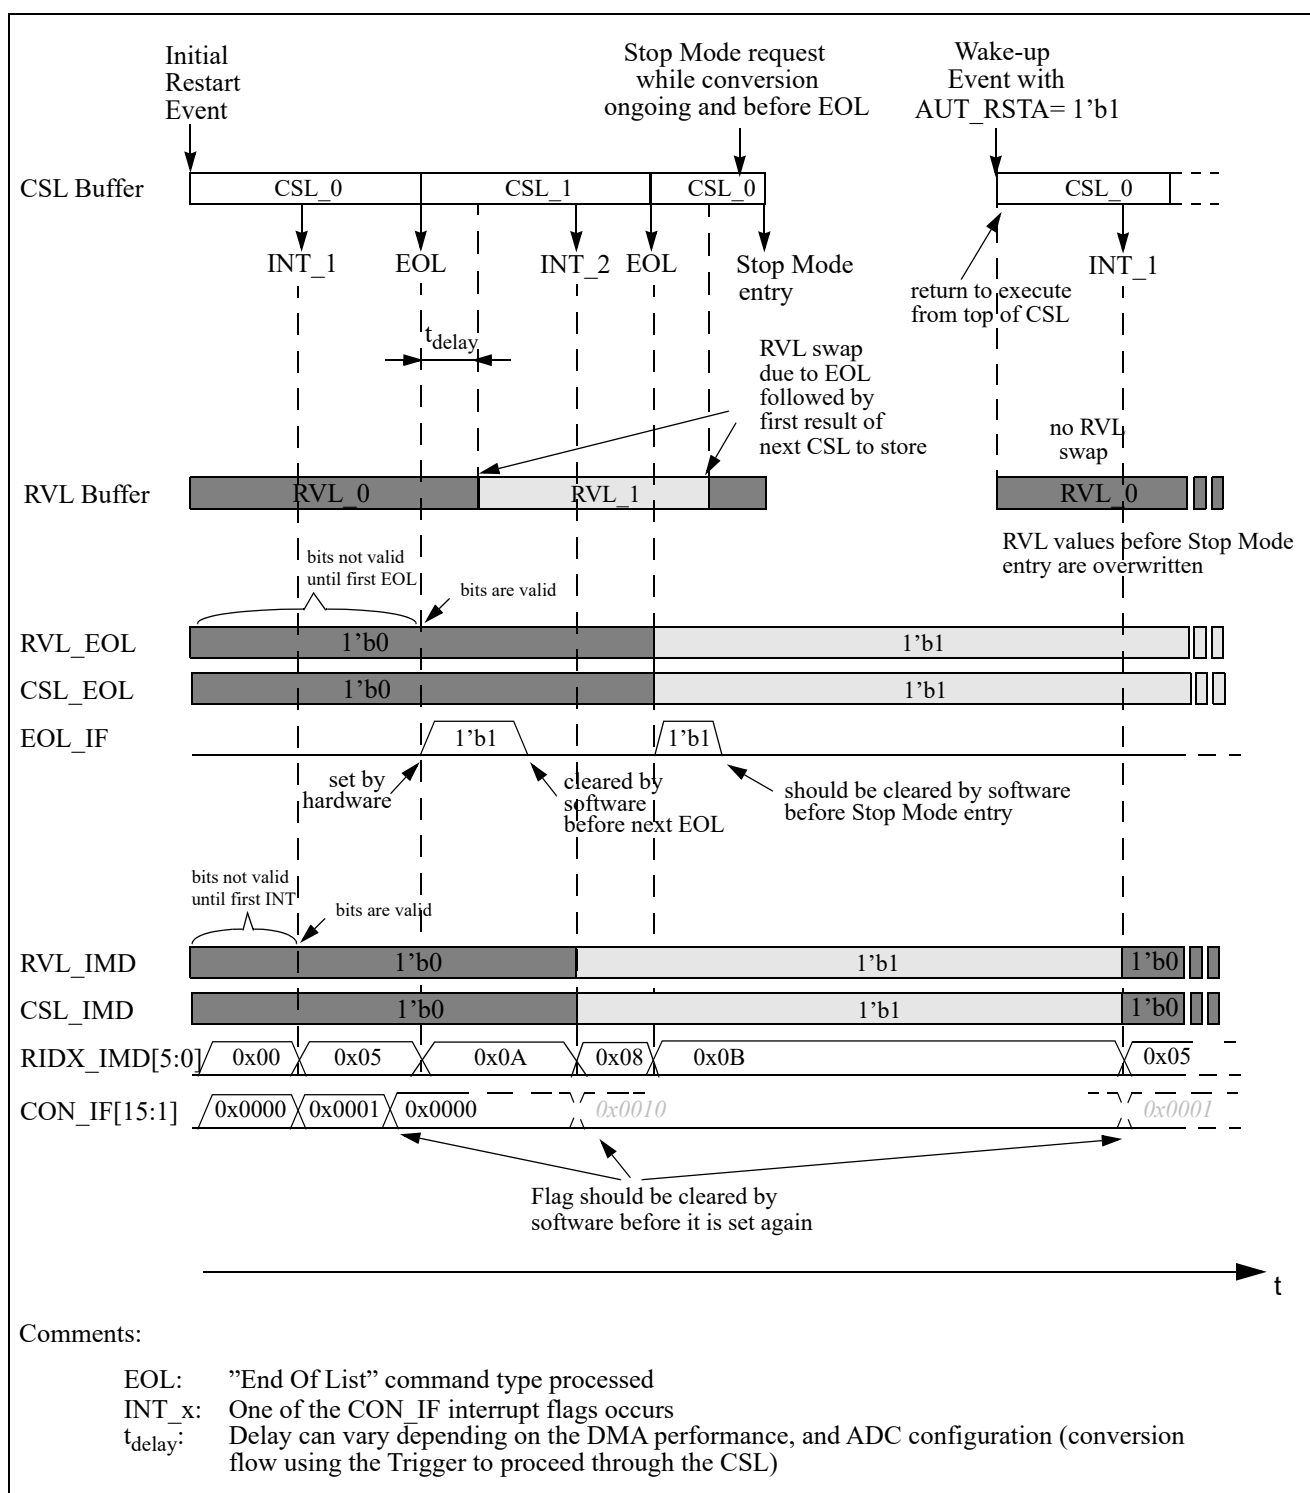 Initial
Restart
Event
Stop Mode request
while conversion
ongoing and before EOL
Wake-up
Event with
AUT_RSTA= 1’b1
CSL Buffer
CSL_0
CSL_1
CSL_0
CSL_0
INT_1
EOL
INT_2
EOL
Stop Mode
entry
INT_1
return to execute
from top of CSL
tdelay
RVL swap
due to EOL
followed by
first result of
next CSL to store
no RVL
swap
RVL Buffer
RVL_0
RVL_1
RVL_0
RVL values before Stop Mode
entry are overwritten
bits not valid
until first EOL
bits are valid
RVL_EOL
1’b0
1’b1
CSL_EOL
1’b0
1’b1
EOL_IF
1’b1
1’b1
set by
hardware
cleared by
software
before next EOL
should be cleared by software
before Stop Mode entry
bits not valid
until first INT
bits are valid
RVL_IMD
1’b0
1’b1
1’b0
CSL_IMD
1’b0
1’b1
1’b0
RIDX_IMD[5:0]
0x00
0x05
0x0A
0x08
0x0B
0x05
CON_IF[15:1]
0x0000
0x0001
0x0000
0x0010
0x0001
Flag should be cleared by
software before it is set again
t
Comments:
EOL: ”End Of List” command type processed
INT_x: One of the CON_IF interrupt flags occurs
tdelay: Delay can vary depending on the DMA performance, and ADC configuration (conversion
flow using the Trigger to proceed through the CSL)